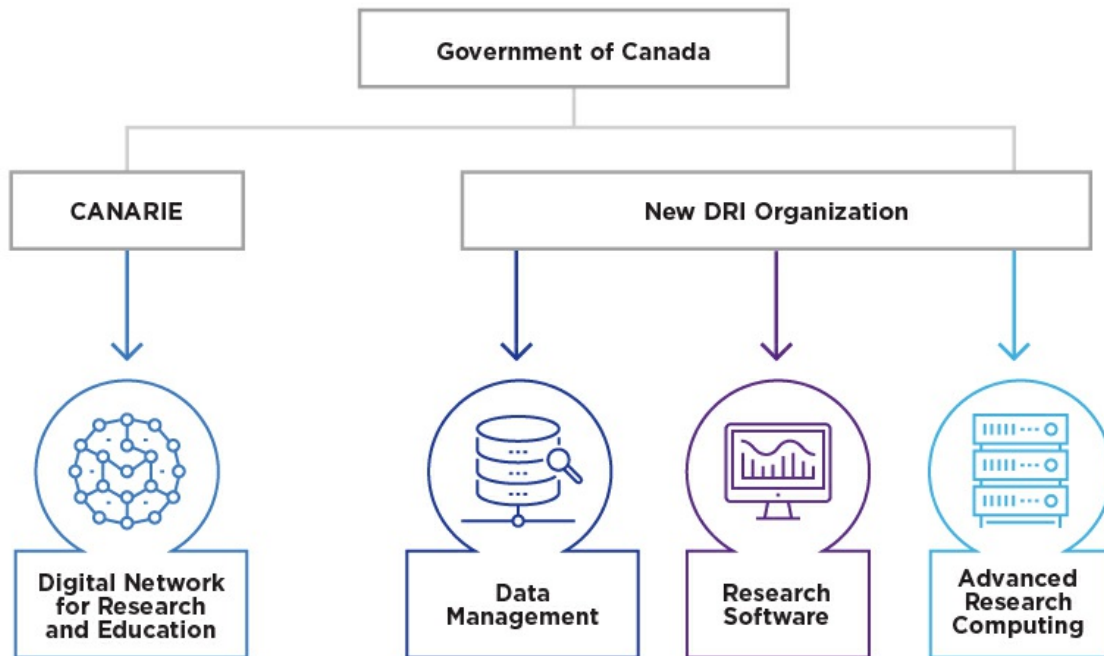 Government of Canada
CANARIE
New DRI Organization
Digital Network
for Research
and Education
Data
Management
Research
Software
Advanced
Research
Computing